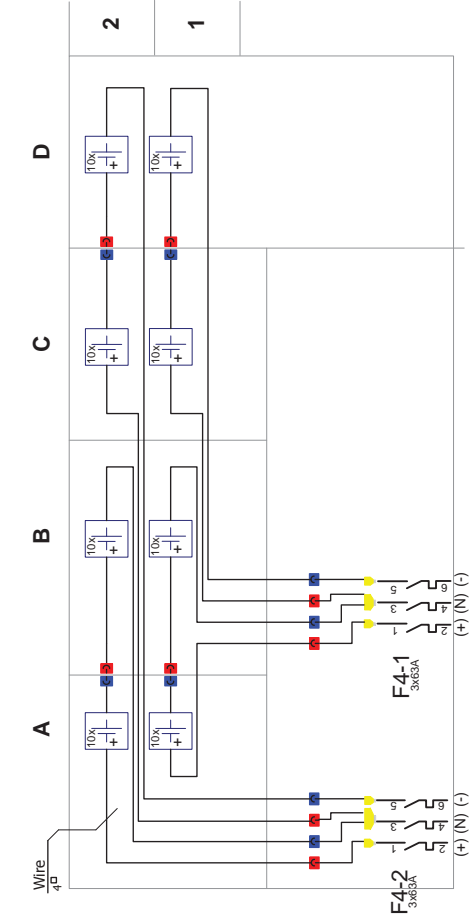 2
1
D
10x
+
10x
+
C
10x
+
10x
+
B
10x
+
10x
+
A
10x
+
10x
+
Wire
4□
5
6
(-)
3
4
(N)
1
2
(+)
F4-1
3x63A
5
6
(-)
3
4
(N)
1
2
(+)
F4-2
3x63A